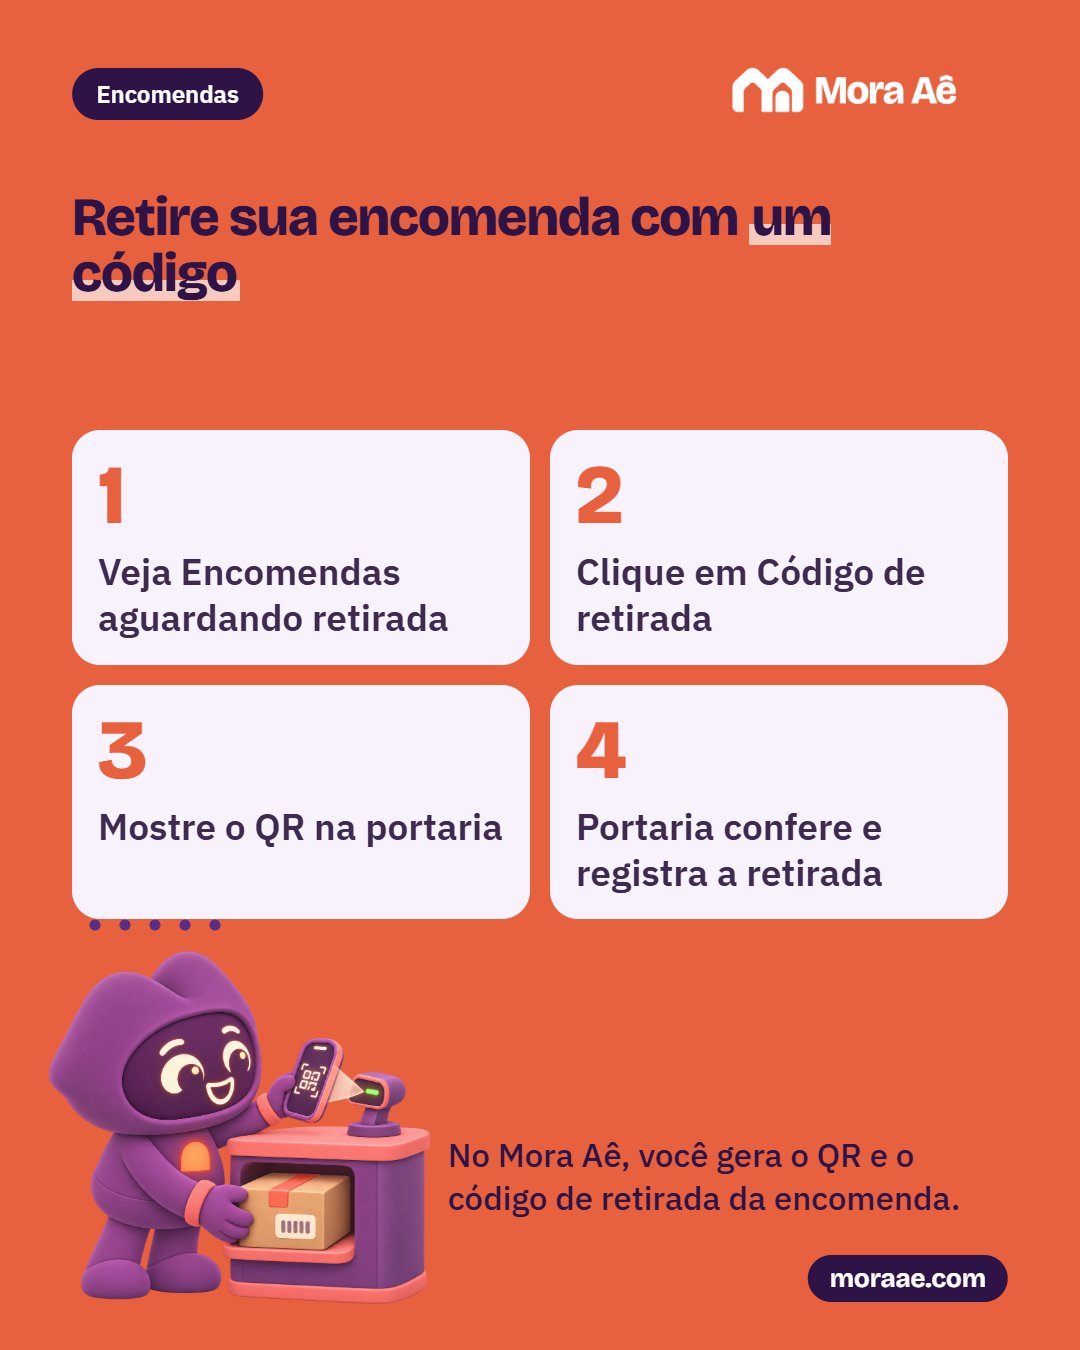 Encomendas
Mora Aê
Retire sua encomenda com um
código
1
Veja Encomendas
aguardando retirada
2
Clique em Código de
retirada
3
Mostre o QR na portaria
4
Portaria confere e
registra a retirada
No Mora Aê, você gera o QR e o
código de retirada da encomenda.
moraae.com